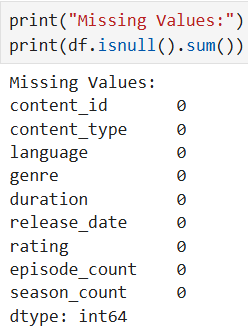 print("Missing Values:")
print(df.isnull().sum())
Missing Values:
content_id        0
content_type      0
language          0
genre             0
duration          0
release_date      0
rating            0
episode_count     0
season_count      0
dtype: int64